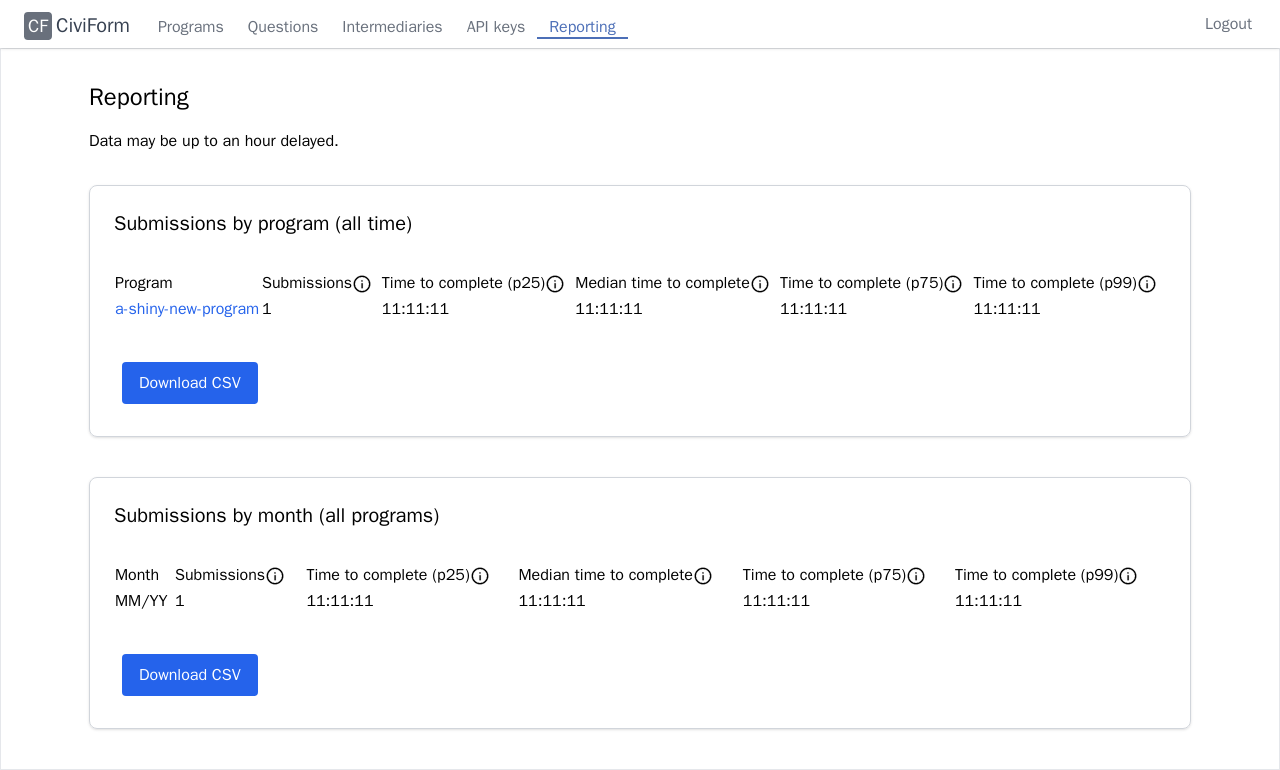 CF CiviForm Programs Questions Intermediaries API keys Reporting Logout
Reporting
Data may be up to an hour delayed.
Submissions by program (all time)
Program Submissions Time to complete (p25) Median time to complete Time to complete (p75) Time to complete (p99)
a-shiny-new-program 1 11:11:11 11:11:11 11:11:11 11:11:11
Download CSV
Submissions by month (all programs)
Month Submissions Time to complete (p25) Median time to complete Time to complete (p75) Time to complete (p99)
MM/YY 1 11:11:11 11:11:11 11:11:11 11:11:11
Download CSV